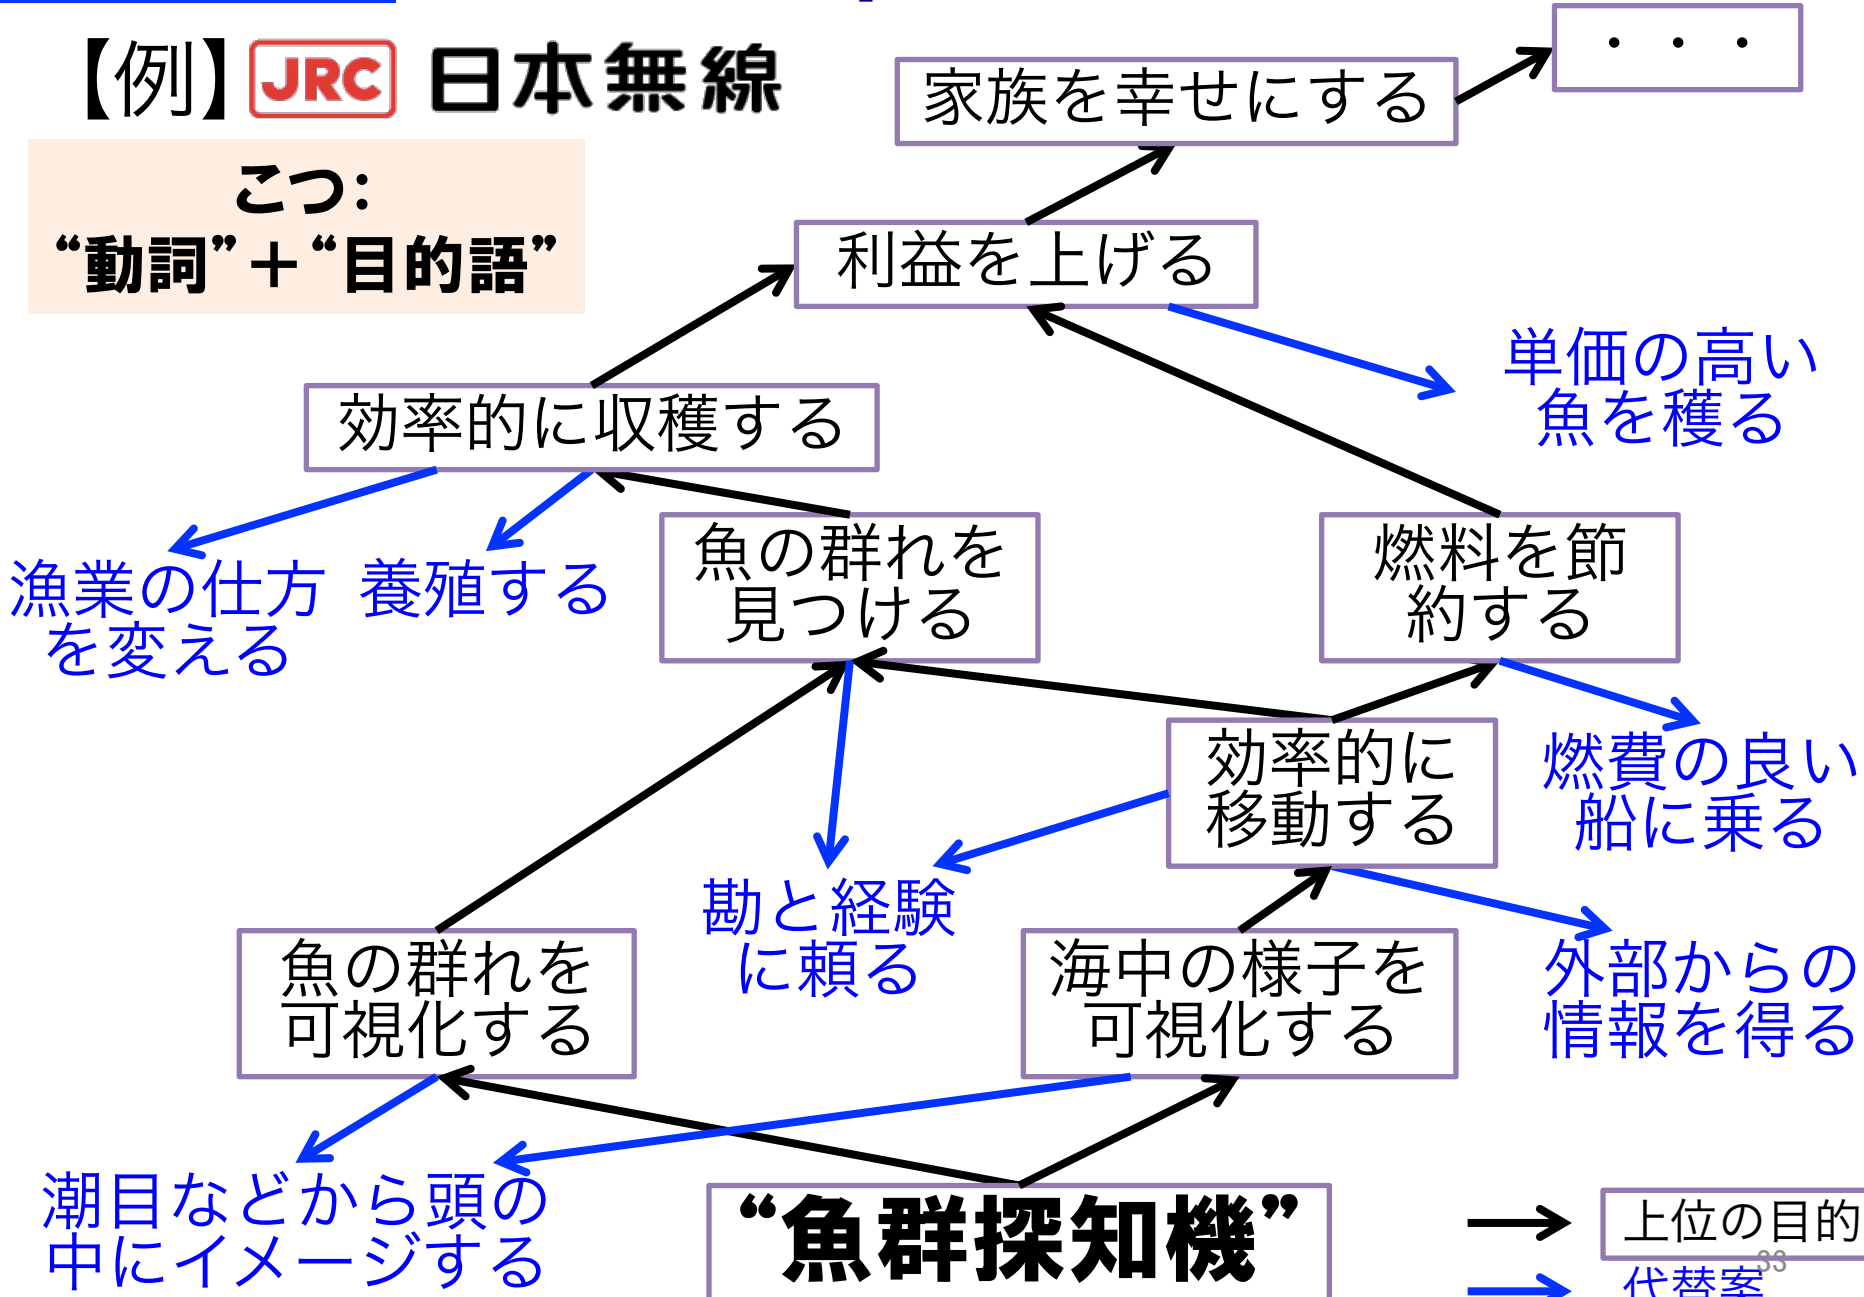 【例】JRC 日本無線
・・・
家族を幸せにする
こつ:
“動詞”＋“目的語”
利益を上げる
単価の高い
魚を穫る
効率的に収穫する
漁業の仕方
を変える
養殖する
魚の群れを
見つける
燃料を節
約する
効率的に
移動する
燃費の良い
船に乗る
勘と経験
に頼る
魚の群れを
可視化する
海中の様子を
可視化する
外部からの
情報を得る
潮目などから頭の
中にイメージする
“魚群探知機”
上位の目的
33
代替案